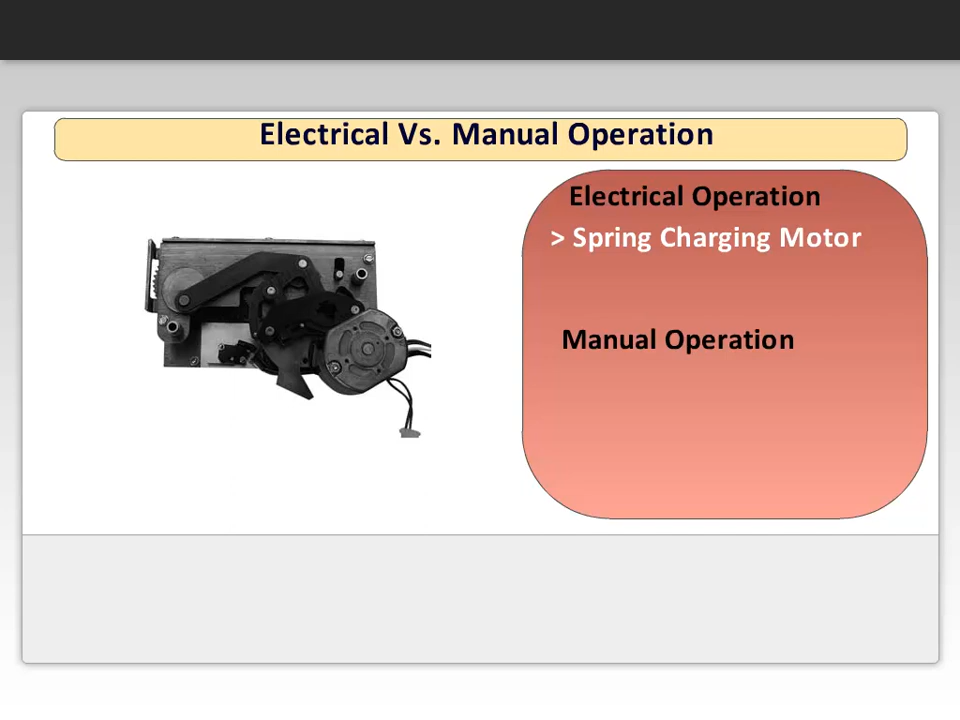 Electrical Vs. Manual Operation
Electrical Operation
> Spring Charging Motor
Manual Operation